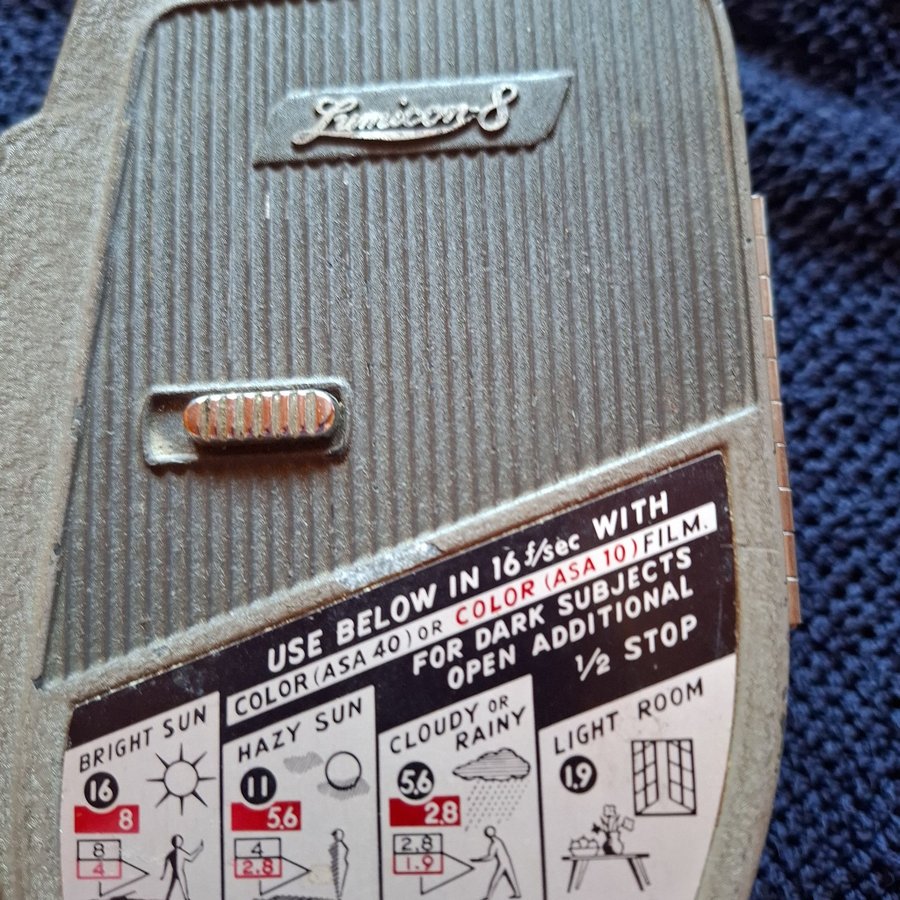 Lumicon-8
USE BELOW IN 16 f/sec WITH
COLOR (ASA 40) OR COLOR (ASA 10) FILM.
FOR DARK SUBJECTS
OPEN ADDITIONAL
1/2 STOP
BRIGHT SUN
16
8
8
4
HAZY SUN
11
5.6
4
2.8
CLOUDY OR
RAINY
5.6
2.8
2.8
1.9
LIGHT ROOM
1.9